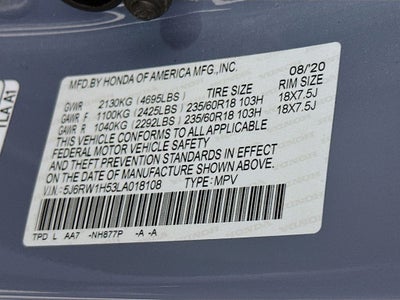 MFD.BY HONDA OF AMERICA MFG.,INC. 08/'20
TIRE SIZE RIM SIZE
GVWR 2130KG (4695LBS)
GAWR F 1100KG (2425LBS) 235/60R18 103H 18X7.5J
GAWR R 1040KG (2292LBS) 235/60R18 103H 18X7.5J
THIS VEHICLE CONFORMS TO ALL APPLICABLE
FEDERAL MOTOR VEHICLE SAFETY, BUMPER,
AND THEFT PREVENTION STANDARDS IN EFFECT
ON THE DATE OF MANUFACTURE SHOWN ABOVE.
V.I.N.: 5J6RW1H53LA018108 TYPE: MPV
TPD L AA7 -NH877P -A -A
1LA A1